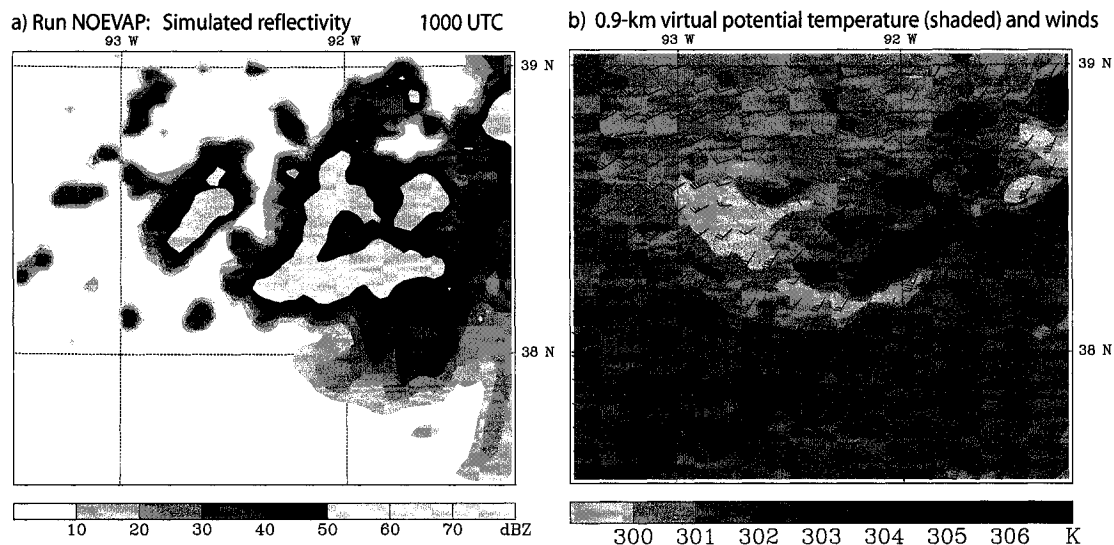 a) Run NOEVAP: Simulated reflectivity 1000 UTC
93 W 92 W
39 N
38 N
10 20 30 40 50 60 70 dBZ
b) 0.9-km virtual potential temperature (shaded) and winds
93 W 92 W
39 N
38 N
300 301 302 303 304 305 306 K